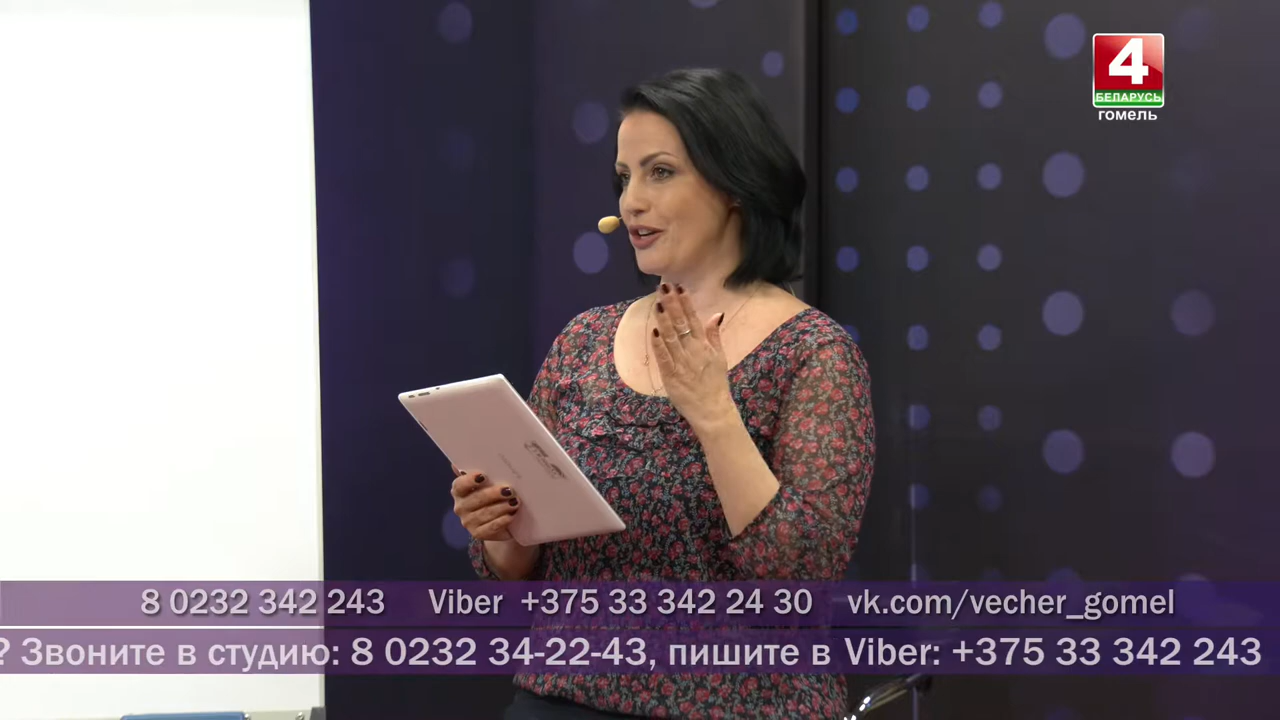 4
БЕЛАРУСЬ
гомель
8 0232 342 243 Viber +375 33 342 24 30 vk.com/vecher_gomel
? Звоните в студию: 8 0232 34-22-43, пишите в Viber: +375 33 342 243